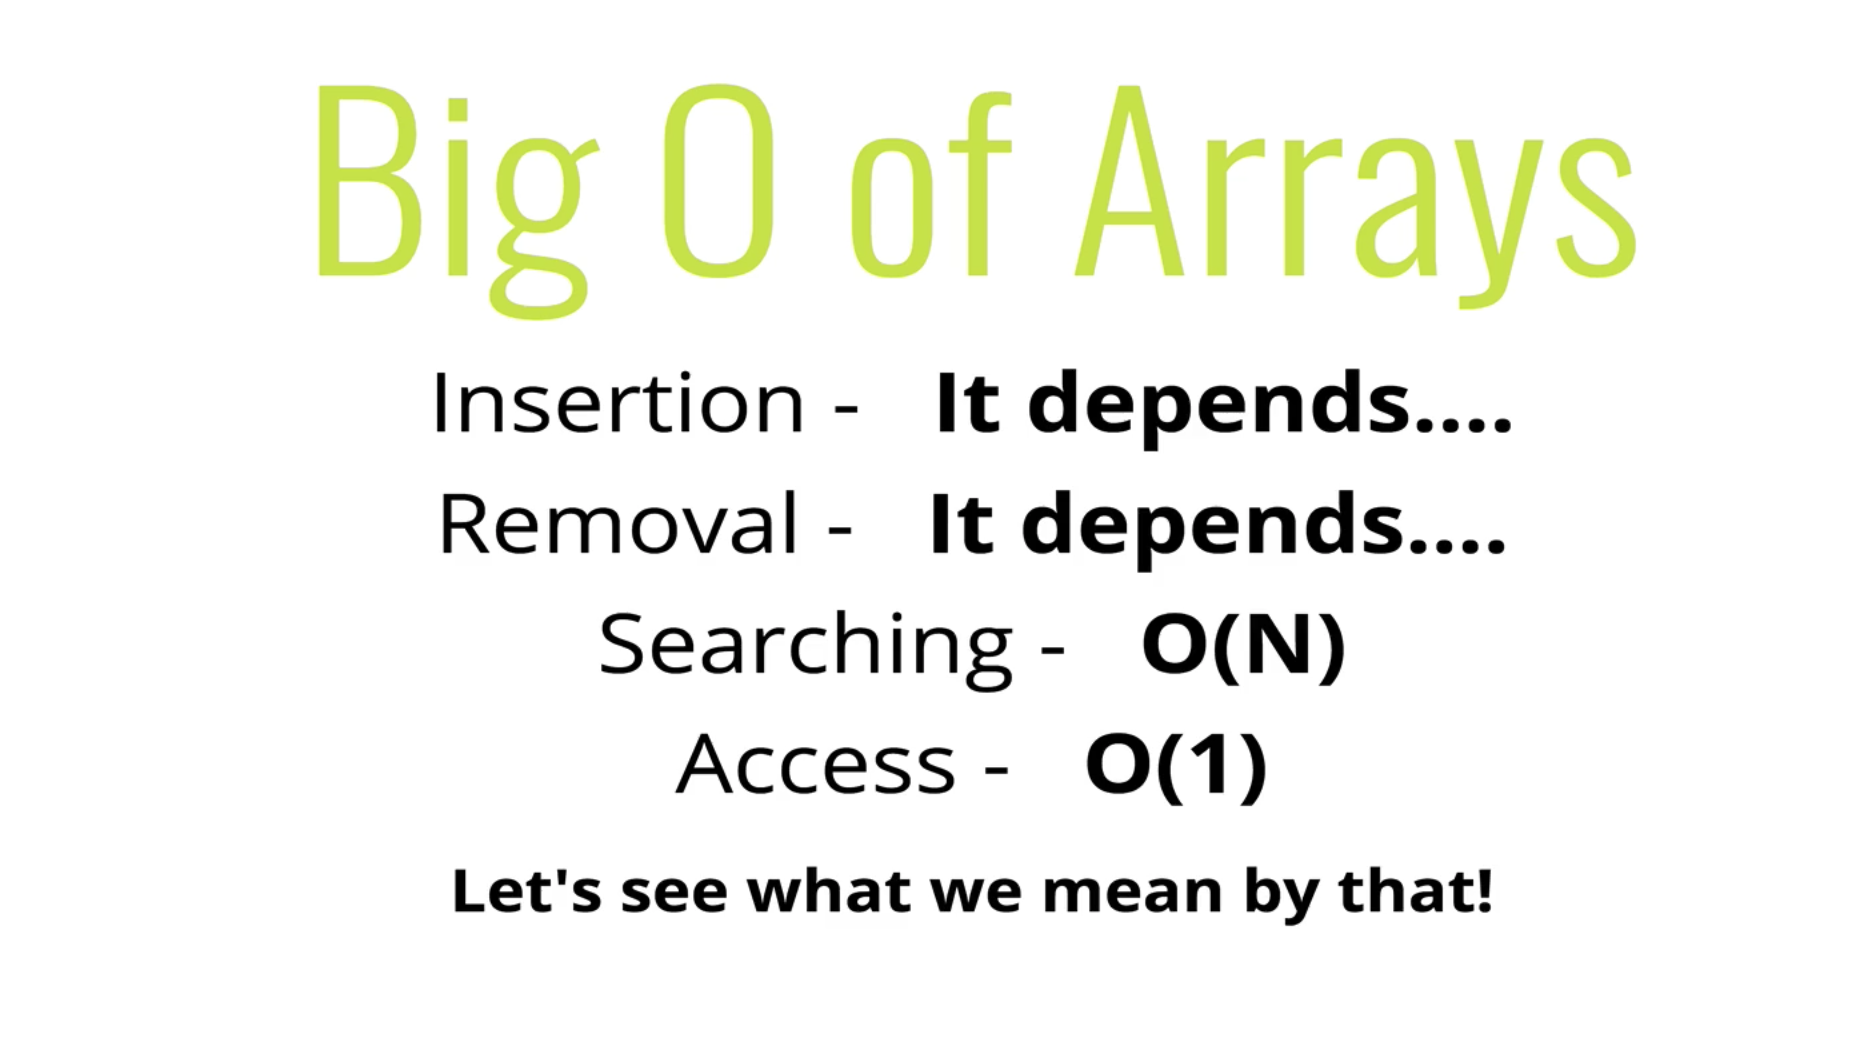 Big O of Arrays
Insertion - It depends....
Removal - It depends....
Searching - O(N)
Access - O(1)
Let's see what we mean by that!